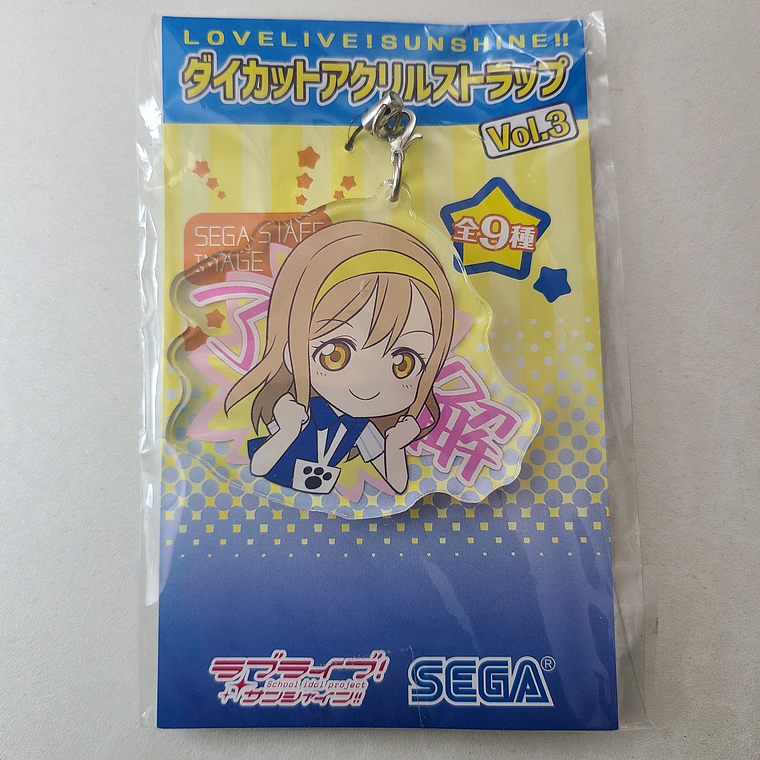 LOVELIVE!SUNSHINE!!
ダイカットアクリルストラップ
Vol.3
全9種
SEGA STAFF
IMAGE
解
ラブライブ!
School idol project
サンシャイン!!
SEGA®